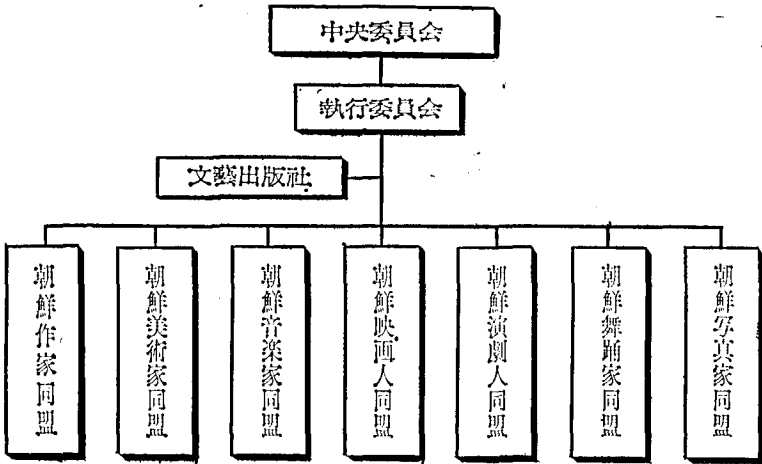 中央委員会
執行委員会
文藝出版社
朝鮮作家同盟
朝鮮美術家同盟
朝鮮音楽家同盟
朝鮮映画人同盟
朝鮮演劇人同盟
朝鮮舞踊家同盟
朝鮮写真家同盟